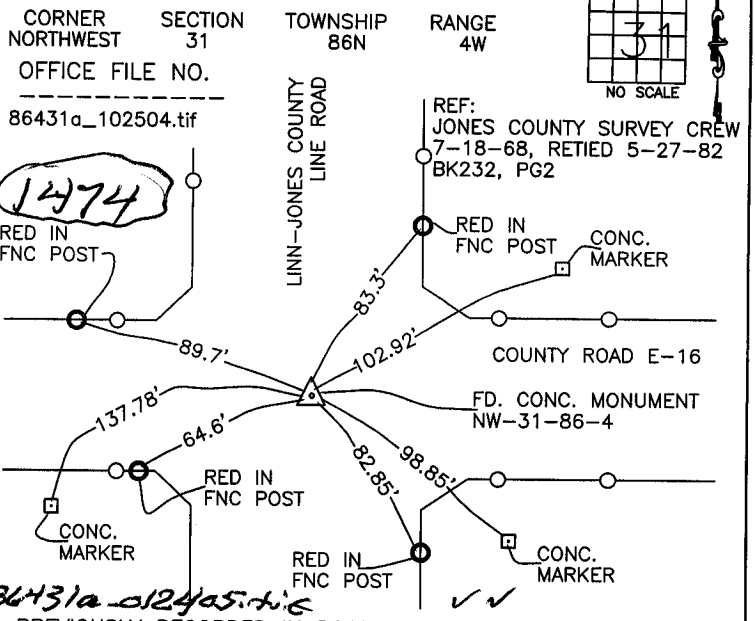 CORNER SECTION TOWNSHIP RANGE
NORTHWEST 31 86N 4W
31
NO SCALE
OFFICE FILE NO.
86431a_102504.tif
LINN-JONES COUNTY
LINE ROAD
REF:
JONES COUNTY SURVEY CREW
7-18-68, RETIED 5-27-82
BK232, PG2
1474
RED IN
FNC POST
RED IN
FNC POST
CONC.
MARKER
83.3'
102.92'
89.7'
COUNTY ROAD E-16
137.78'
64.6'
FD. CONC. MONUMENT
NW-31-86-4
82.85'
98.85'
RED IN
FNC POST
CONC.
MARKER
RED IN
FNC POST
CONC.
MARKER
86431a_012405.tif